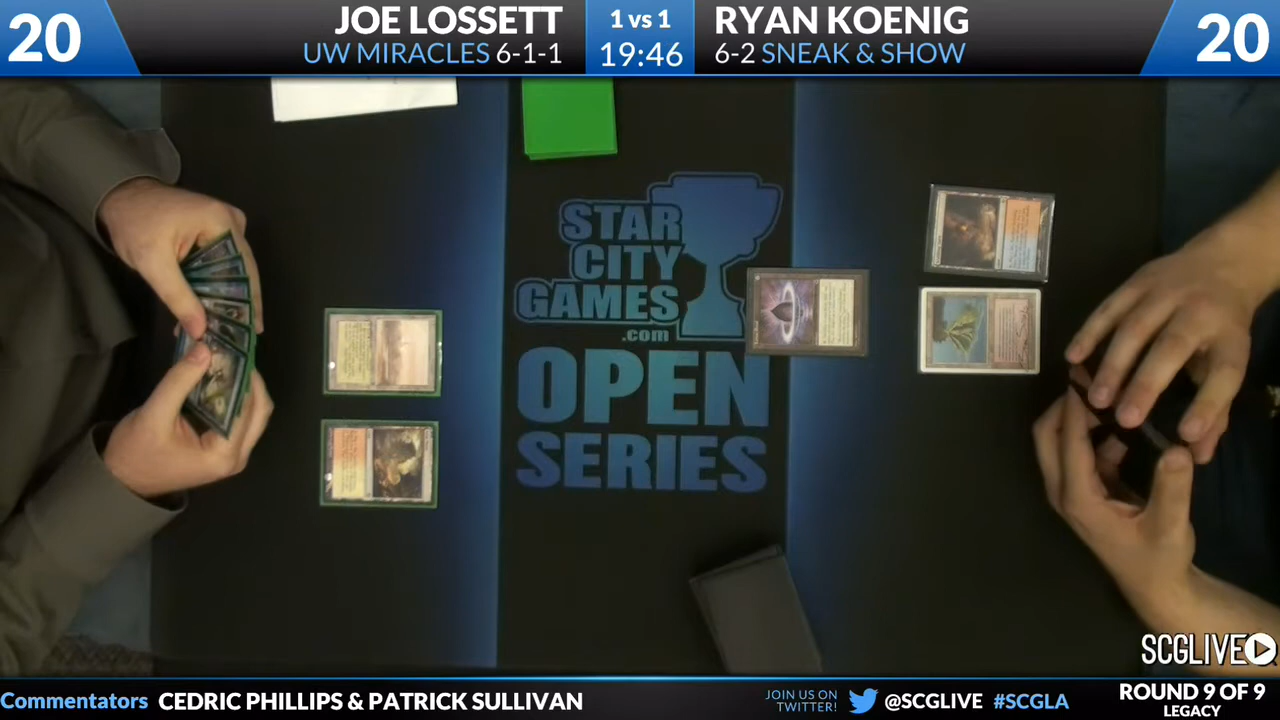 20
JOE LOSSETT
UW MIRACLES 6-1-1
1 vs 1
19:46
RYAN KOENIG
6-2 SNEAK & SHOW
20
STAR
CITY
GAMES
.com
OPEN
SERIES
SCGLIVE
Commentators CEDRIC PHILLIPS & PATRICK SULLIVAN
JOIN US ON
TWITTER!
@SCGLIVE #SCGLA
ROUND 9 OF 9
LEGACY